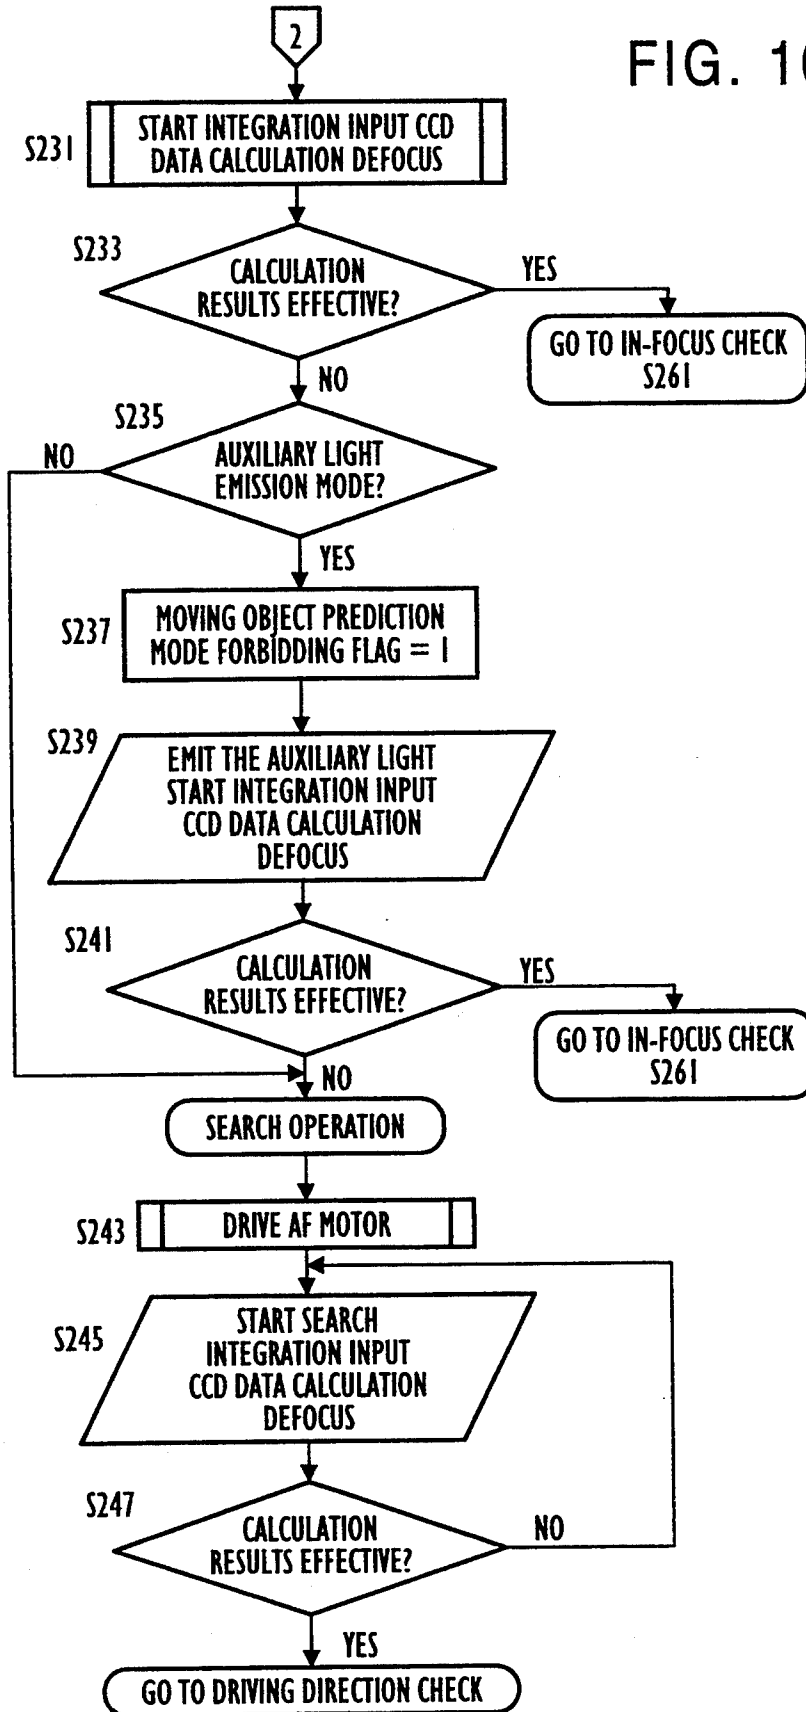 2
FIG. 10
S231
START INTEGRATION INPUT CCD
DATA CALCULATION DEFOCUS
S233
CALCULATION
RESULTS EFFECTIVE?
YES
GO TO IN-FOCUS CHECK
S261
NO
S235
NO
AUXILIARY LIGHT
EMISSION MODE?
YES
S237
MOVING OBJECT PREDICTION
MODE FORBIDDING FLAG = 1
S239
EMIT THE AUXILIARY LIGHT
START INTEGRATION INPUT
CCD DATA CALCULATION
DEFOCUS
S241
CALCULATION
RESULTS EFFECTIVE?
YES
GO TO IN-FOCUS CHECK
S261
NO
SEARCH OPERATION
S243
DRIVE AF MOTOR
S245
START SEARCH
INTEGRATION INPUT
CCD DATA CALCULATION
DEFOCUS
S247
CALCULATION
RESULTS EFFECTIVE?
NO
YES
GO TO DRIVING DIRECTION CHECK